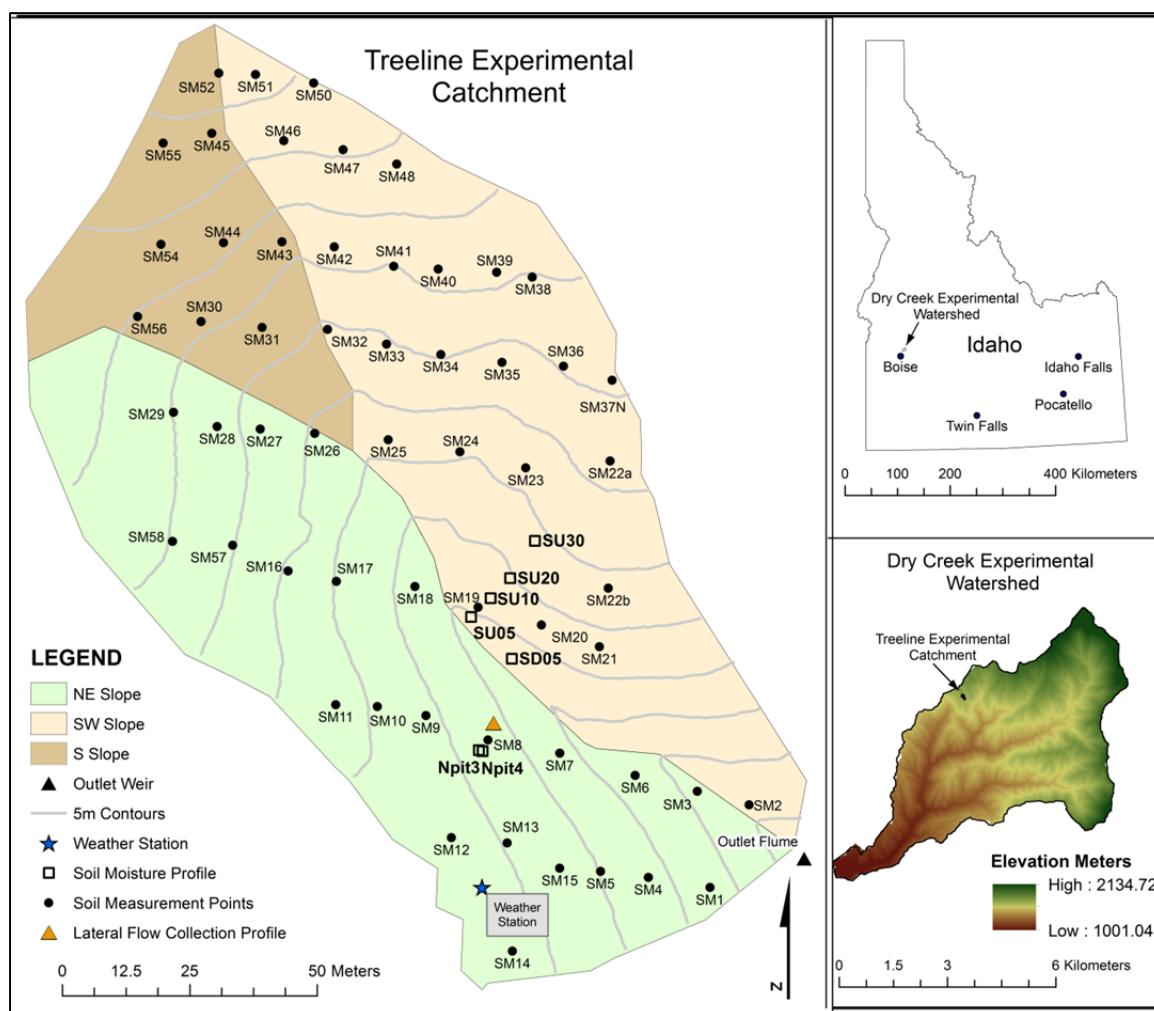 Treeline Experimental
Catchment
SM52
SM51
SM50
SM55
SM45
SM46
SM47
SM48
SM54
SM44
SM43
SM42
SM41
SM40
SM39
SM38
SM56
SM30
SM31
SM32
SM33
SM34
SM35
SM36
SM37N
SM29
SM28
SM27
SM26
SM25
SM24
SM23
SM22a
SM58
SM57
SM16
SM17
SM18
SM19
SU30
SU20
SU10
SU05
SD05
SM22b
SM20
SM21
SM11
SM10
SM9
SM8
Npit3
Npit4
SM7
SM6
SM3
SM2
Outlet Flume
SM12
SM13
SM15
SM5
SM4
SM1
Weather
Station
SM14
LEGEND
NE Slope
SW Slope
S Slope
Outlet Weir
5m Contours
Weather Station
Soil Moisture Profile
Soil Measurement Points
Lateral Flow Collection Profile
0 12.5 25 50 Meters
N
Dry Creek Experimental
Watershed
Idaho
Boise
Idaho Falls
Pocatello
Twin Falls
0 100 200 400 Kilometers
Dry Creek Experimental
Watershed
Treeline Experimental
Catchment
Elevation Meters
High : 2134.72
Low : 1001.04
0 1.5 3 6 Kilometers